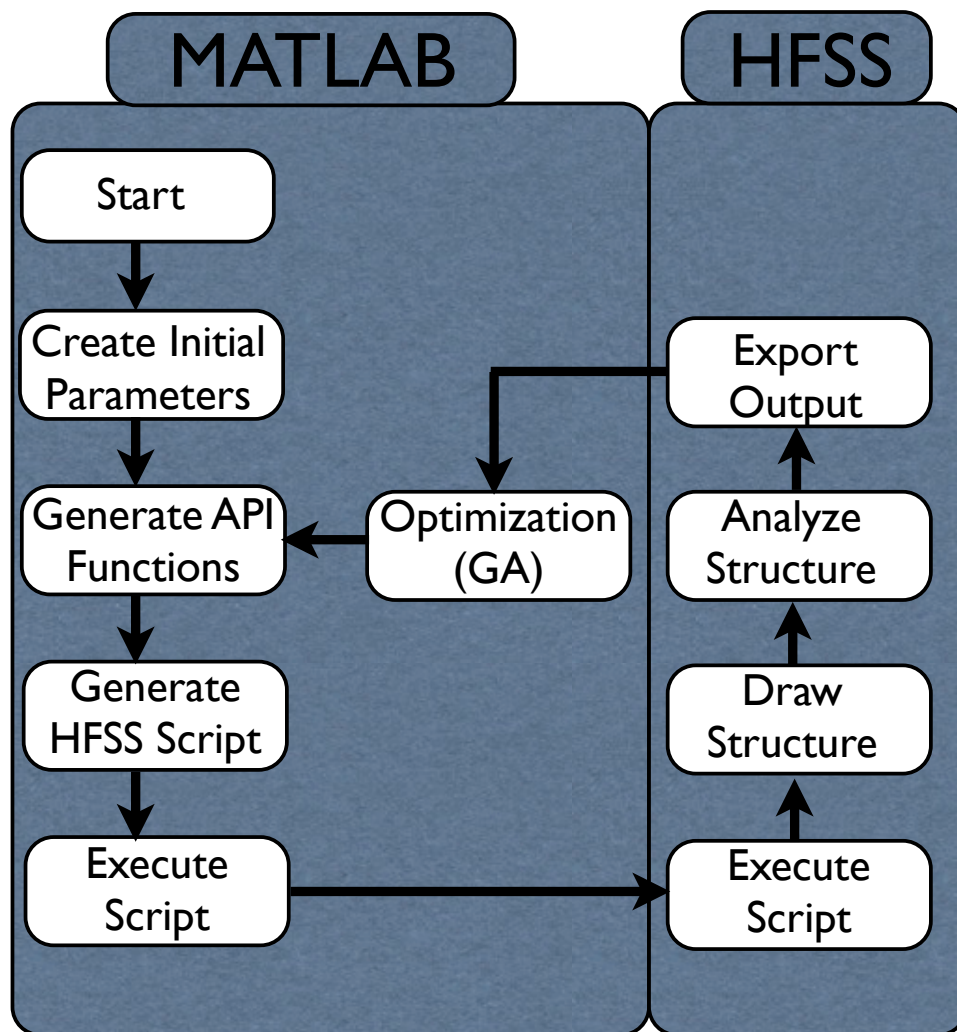 MATLAB
HFSS
Start
Create Initial
Parameters
Generate API
Functions
Generate
HFSS Script
Execute
Script
Optimization
(GA)
Export
Output
Analyze
Structure
Draw
Structure
Execute
Script